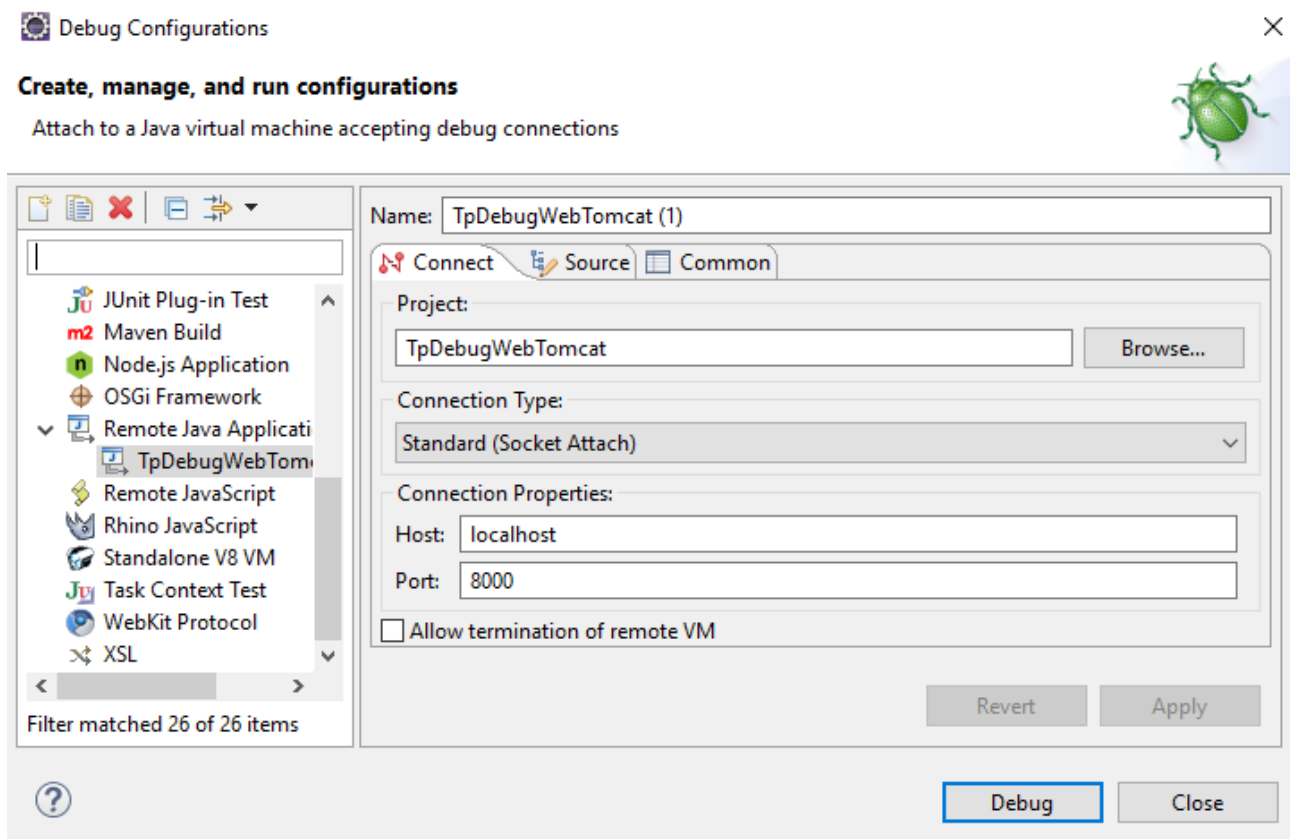 Debug Configurations
Create, manage, and run configurations
Attach to a Java virtual machine accepting debug connections
JUnit Plug-in Test
m2 Maven Build
n Node.js Application
OSGi Framework
Remote Java Applicati
TpDebugWebTom
Remote JavaScript
Rhino JavaScript
Standalone V8 VM
Task Context Test
WebKit Protocol
XSL
Filter matched 26 of 26 items
Name: TpDebugWebTomcat (1)
Connect Source Common
Project:
TpDebugWebTomcat Browse...
Connection Type:
Standard (Socket Attach)
Connection Properties:
Host: localhost
Port: 8000
Allow termination of remote VM
Revert Apply
? Debug Close